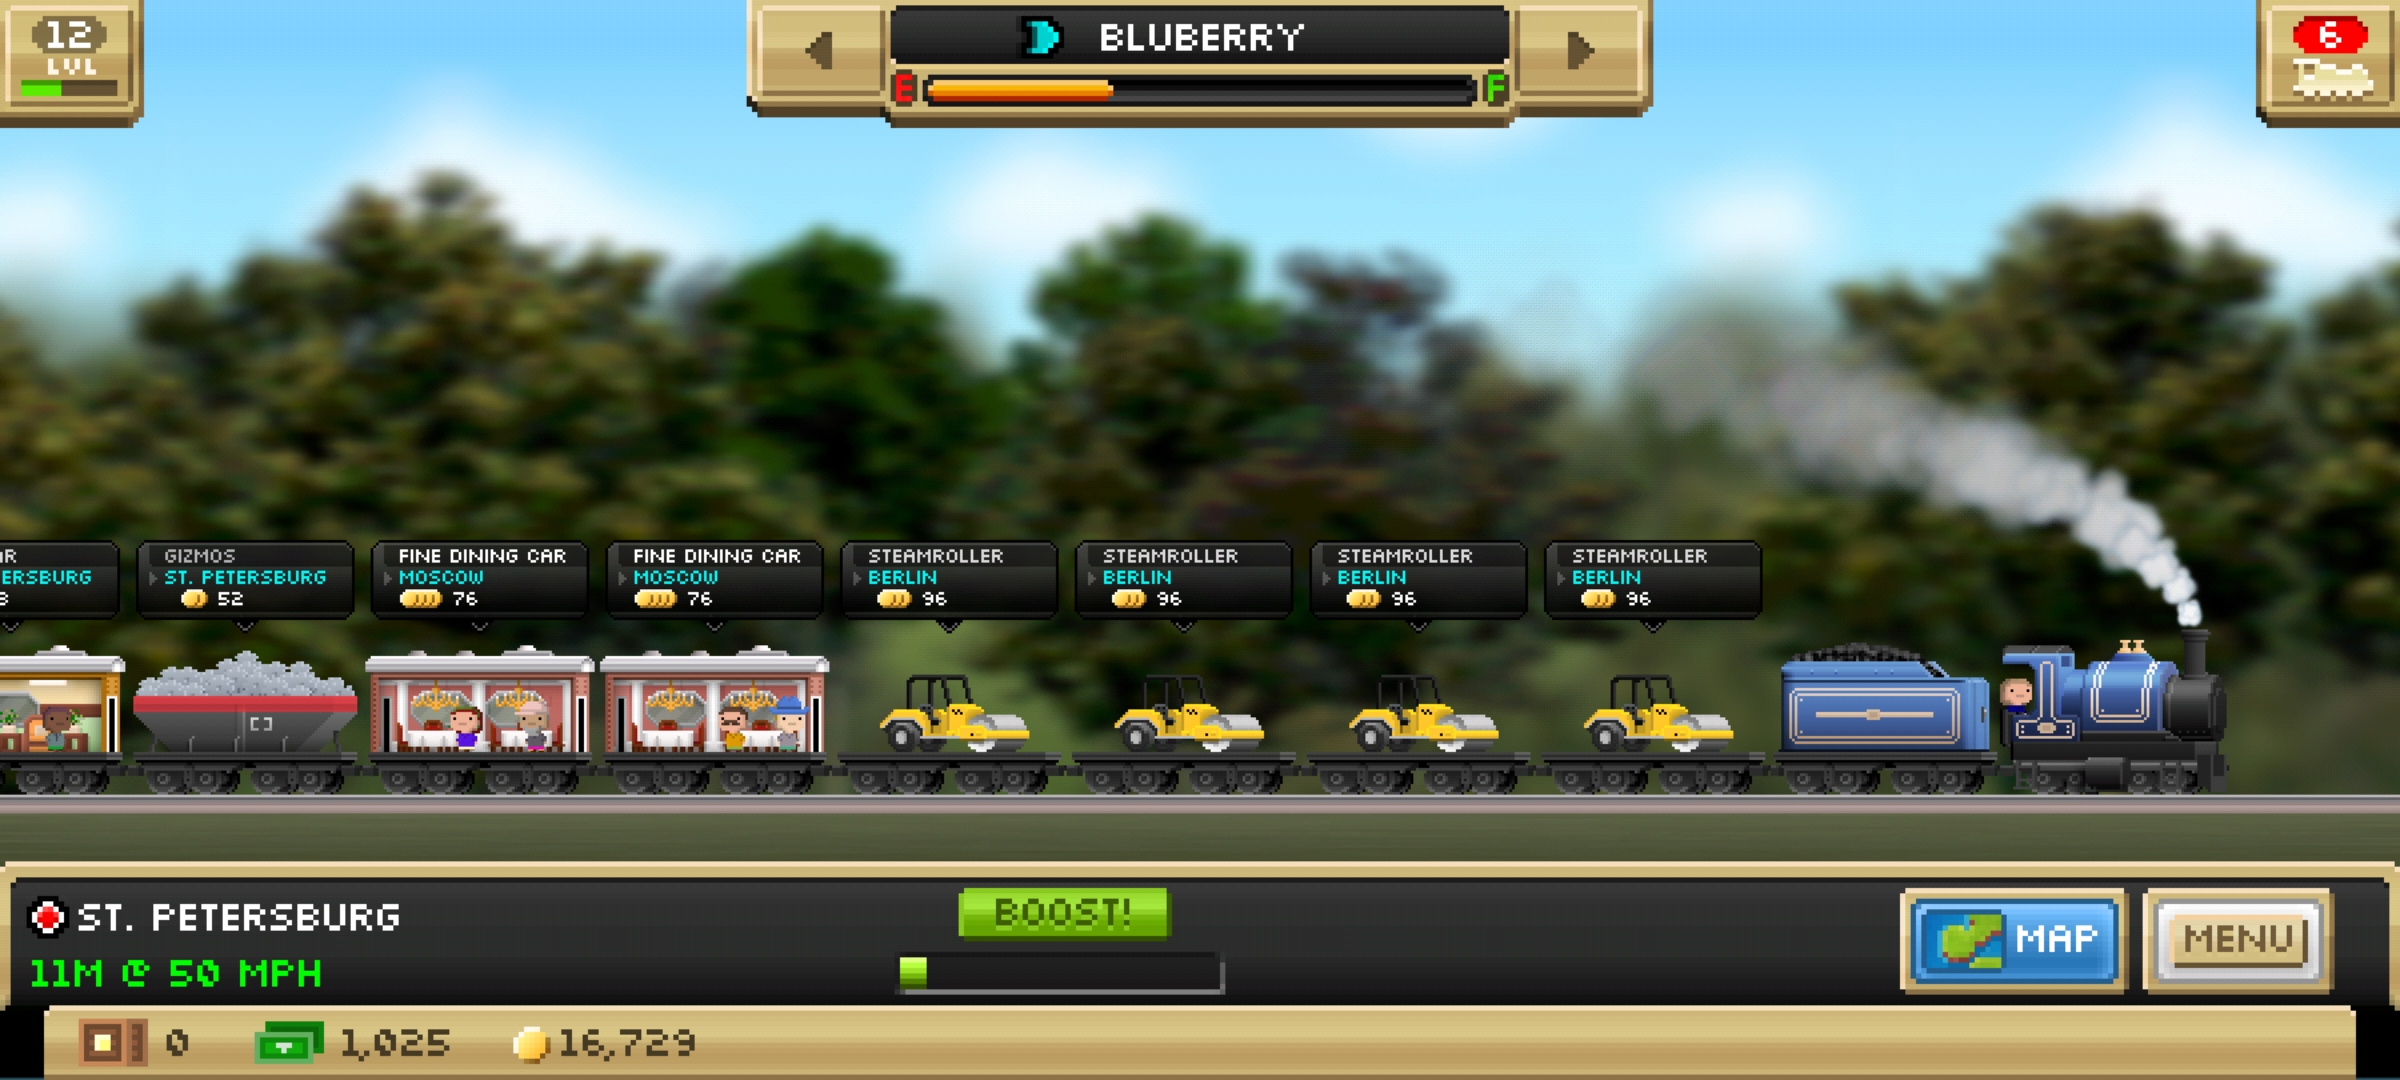 12
LVL
BLUBERRY
E
F
6
GIZMOS
ST. PETERSBURG
52
FINE DINING CAR
MOSCOW
76
FINE DINING CAR
MOSCOW
76
STEAMROLLER
BERLIN
96
STEAMROLLER
BERLIN
96
STEAMROLLER
BERLIN
96
STEAMROLLER
BERLIN
96
ST. PETERSBURG
11M @ 50 MPH
BOOST!
MAP
MENU
0
1,025
16,729